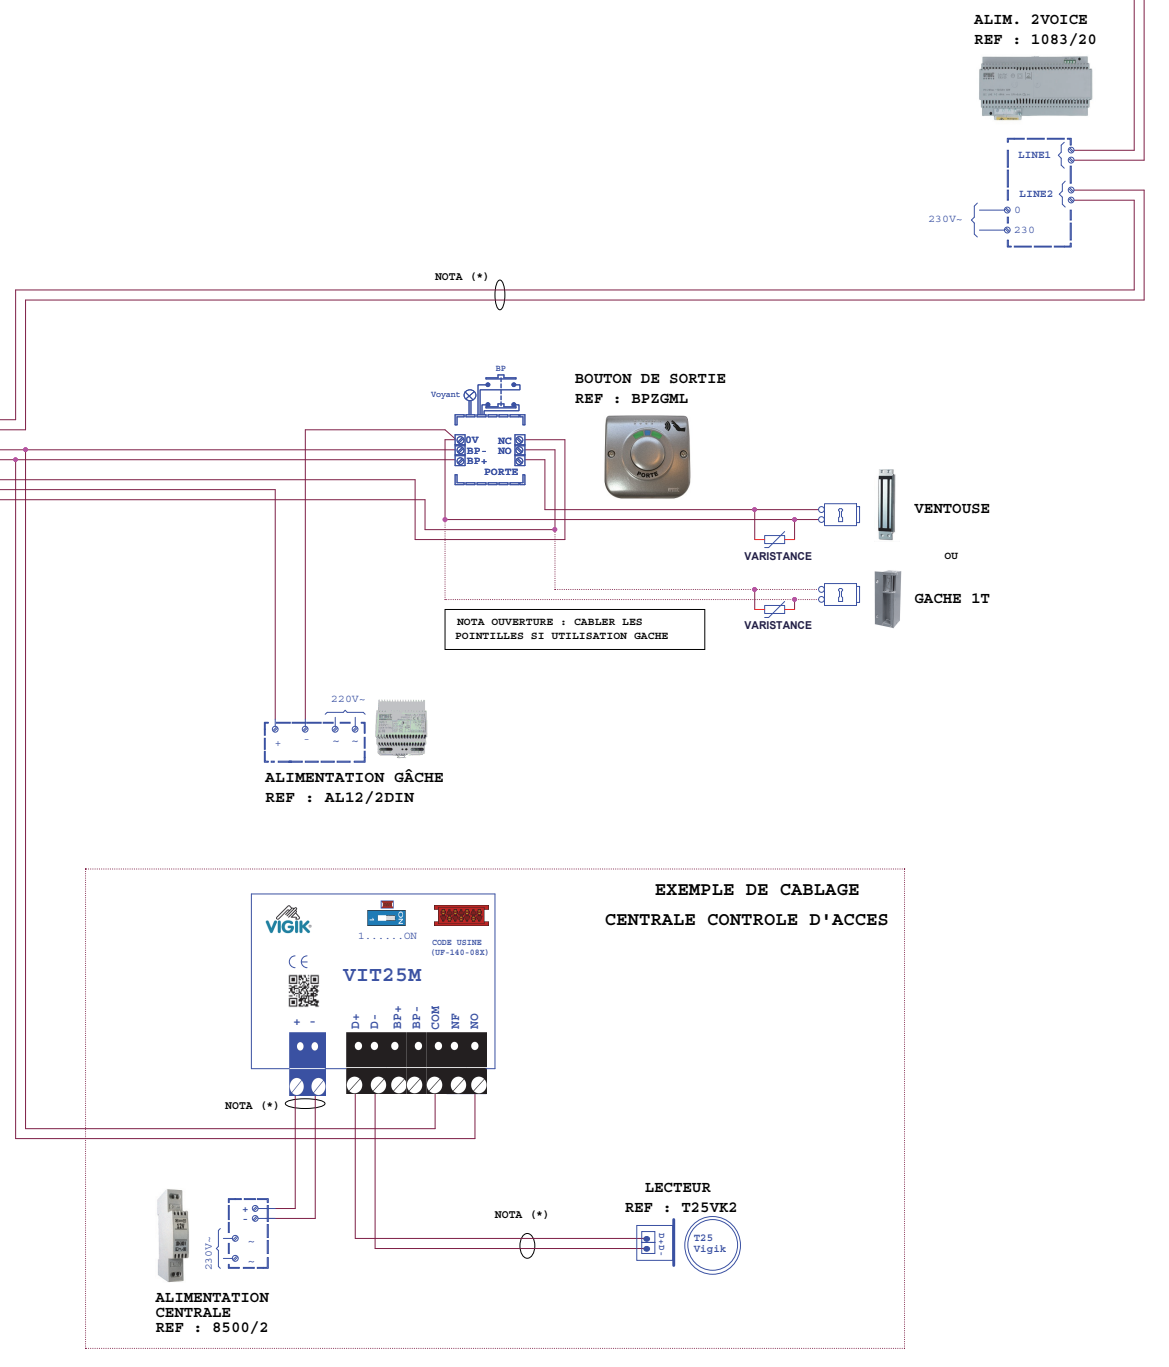 ALIM. 2VOICE
REF : 1083/20
LINE1
LINE2
0
230V~
230
NOTA (*)
BP
Voyant
BOUTON DE SORTIE
REF : BPZGML
0V NC
BP- NO
BP+
PORTE
PORTE
VENTOUSE
VARISTANCE
OU
GACHE 1T
VARISTANCE
NOTA OUVERTURE : CABLER LES
POINTILLES SI UTILISATION GACHE
220V~
+ - ~ ~
ALIMENTATION GÂCHE
REF : AL12/2DIN
EXEMPLE DE CABLAGE
CENTRALE CONTROLE D'ACCES
VIGIK
1 ON
1......ON
CODE USINE
(UF-140-08X)
CE
VIT25M
+ - D+ D- BP+ BP- COM NF NO
NOTA (*)
LECTEUR
REF : T25VK2
NOTA (*)
+
-
~
~
230V~
12V
D+ D-
T25
Vigik
ALIMENTATION
CENTRALE
REF : 8500/2